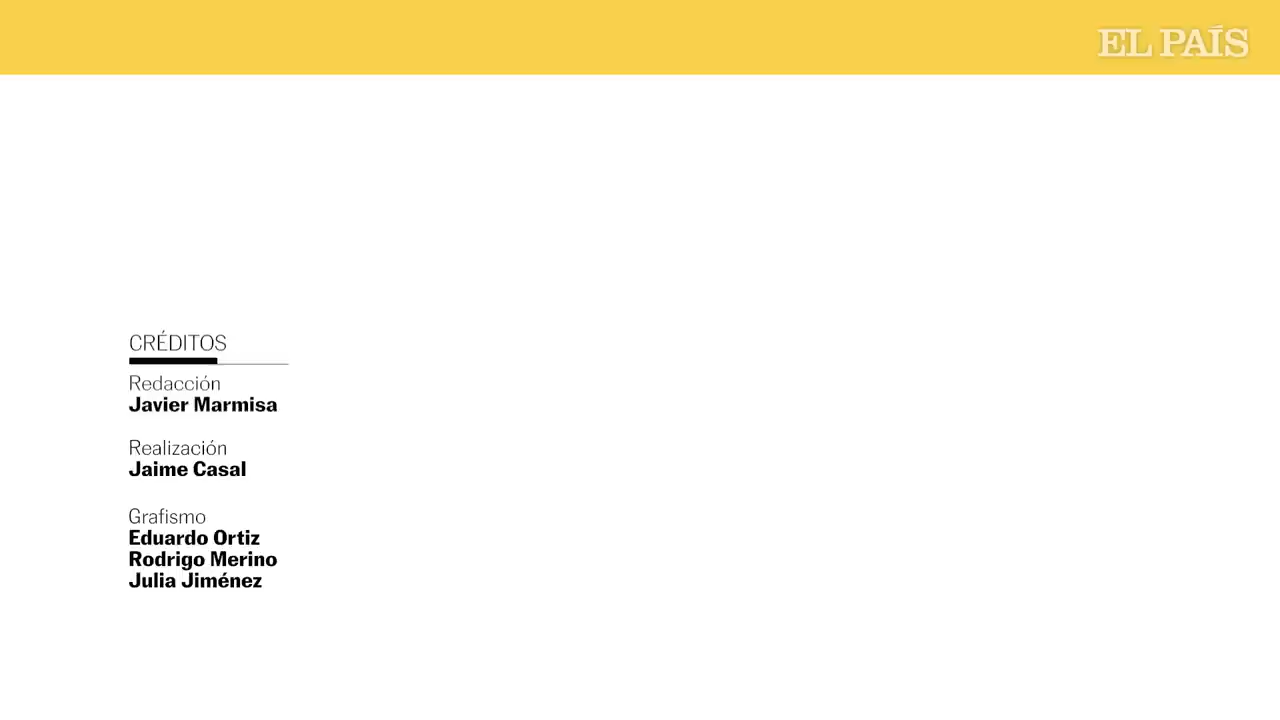 EL PAÍS
CRÉDITOS
Redacción
Javier Marmisa
Realización
Jaime Casal
Grafismo
Eduardo Ortiz
Rodrigo Merino
Julia Jiménez